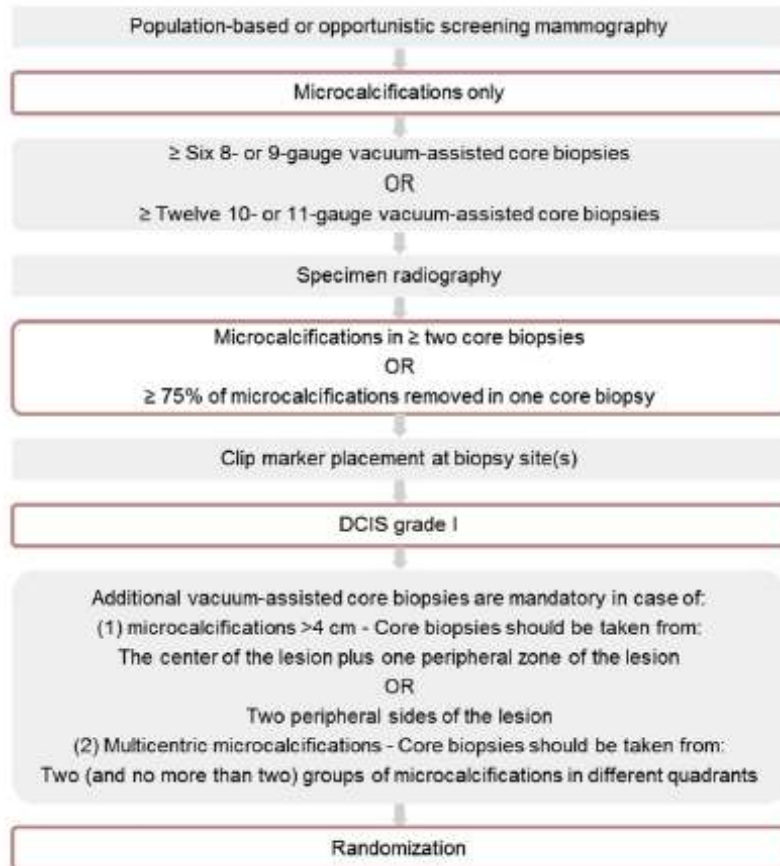 Population-based or opportunistic screening mammography
Microcalcifications only
≥ Six 8- or 9-gauge vacuum-assisted core biopsies
OR
≥ Twelve 10- or 11-gauge vacuum-assisted core biopsies
Specimen radiography
Microcalcifications in ≥ two core biopsies
OR
≥ 75% of microcalcifications removed in one core biopsy
Clip marker placement at biopsy site(s)
DCIS grade I
Additional vacuum-assisted core biopsies are mandatory in case of:
(1) microcalcifications >4 cm - Core biopsies should be taken from:
The center of the lesion plus one peripheral zone of the lesion
OR
Two peripheral sides of the lesion
(2) Multicentric microcalcifications - Core biopsies should be taken from:
Two (and no more than two) groups of microcalcifications in different quadrants
Randomization